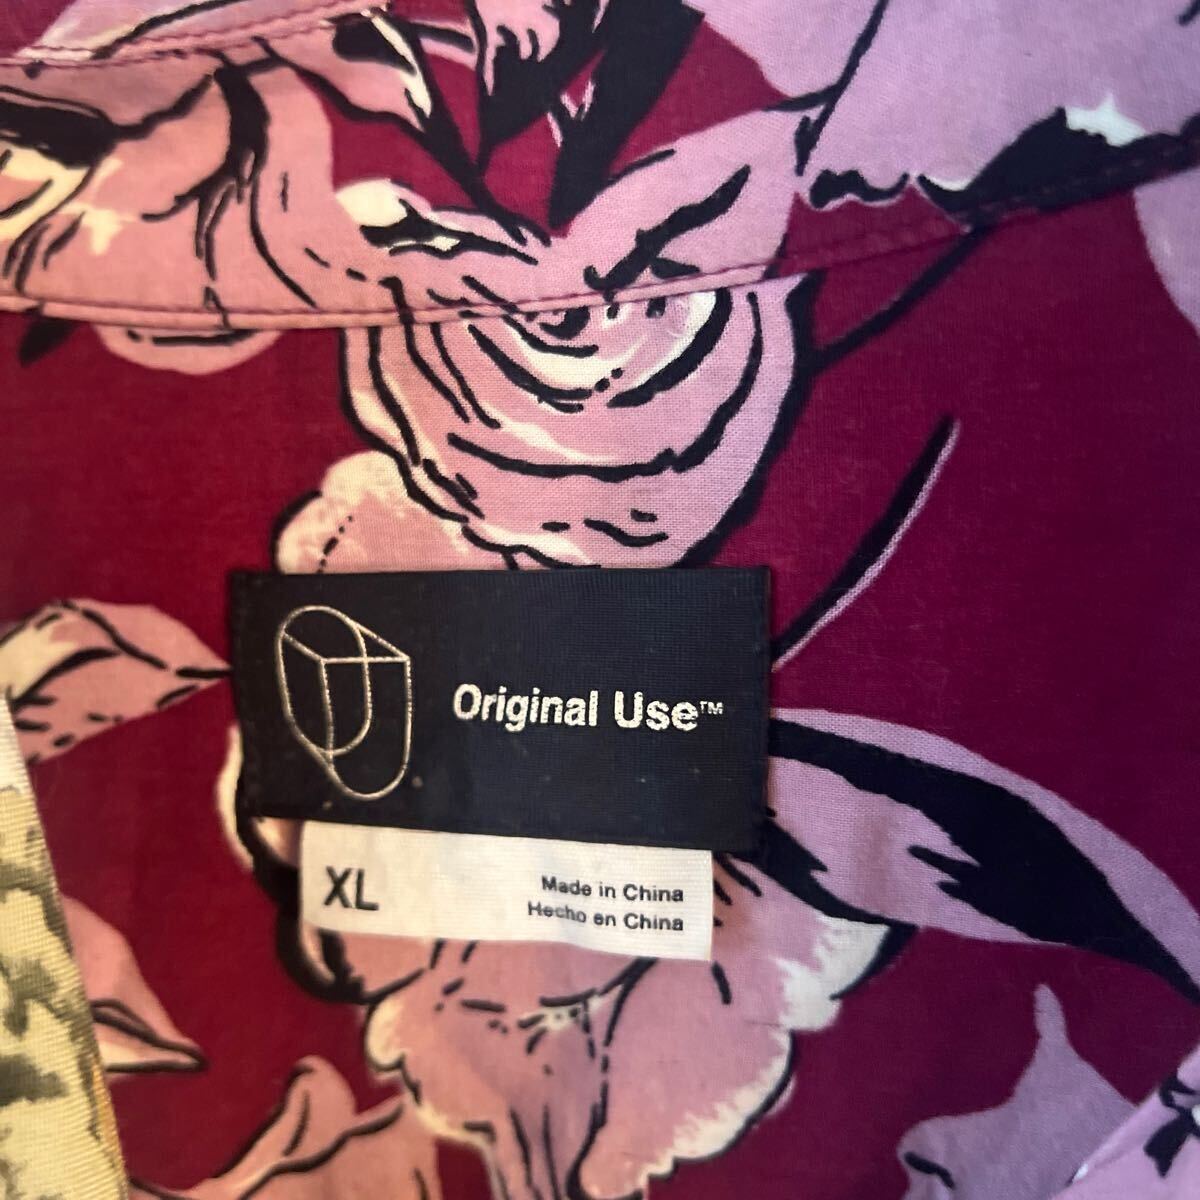 Original Use™
XL
Made in China
Hecho en China